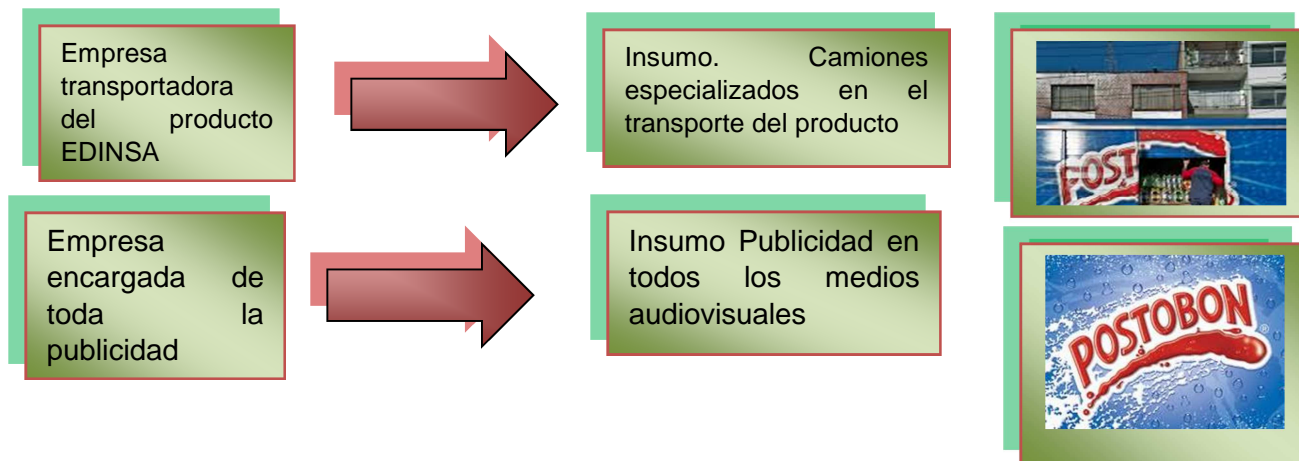 Empresa
transportadora
del producto
EDINSA
Insumo. Camiones
especializados en el
transporte del producto
POST
Empresa
encargada de
toda la
publicidad
Insumo Publicidad en
todos los medios
audiovisuales
POSTOBON
®